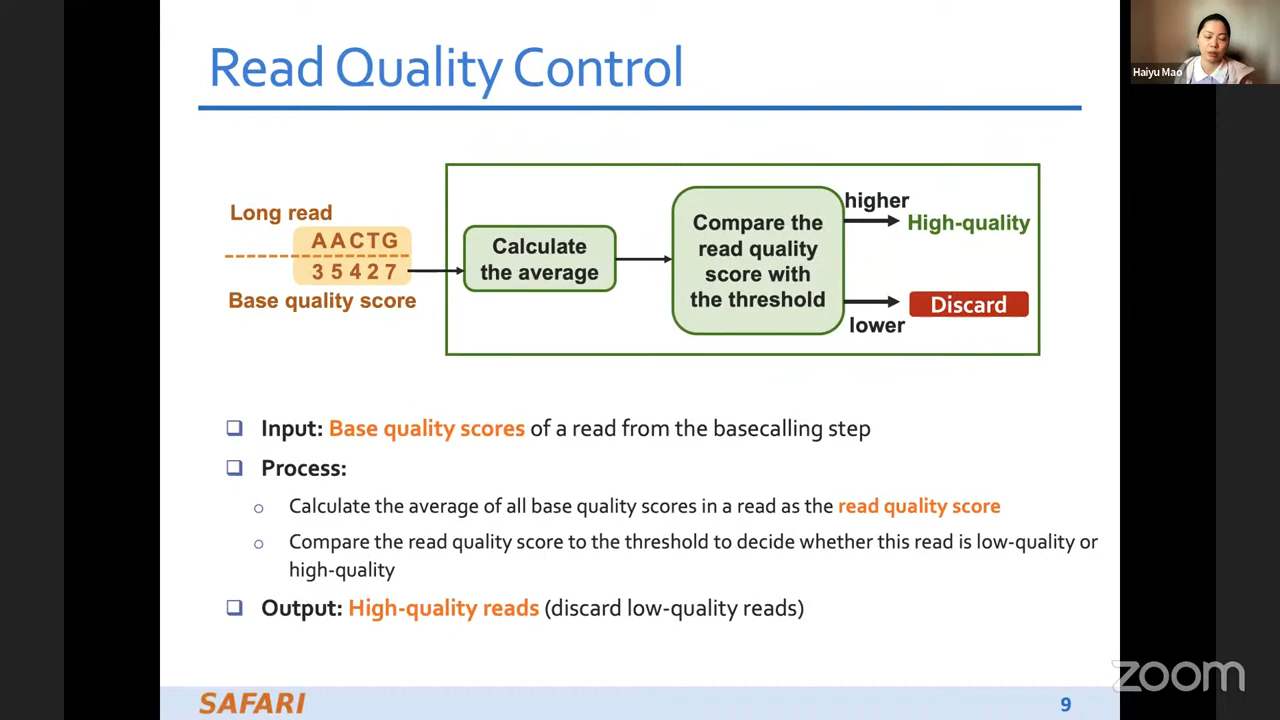 Read Quality Control
Haiyu Mao
Long read
AACTG
35427
Base quality score
Calculate
the average
Compare the
read quality
score with
the threshold
higher
High-quality
Discard
lower
Input: Base quality scores of a read from the basecalling step
Process:
Calculate the average of all base quality scores in a read as the read quality score
Compare the read quality score to the threshold to decide whether this read is low-quality or
high-quality
Output: High-quality reads (discard low-quality reads)
SAFARI
9
zoom